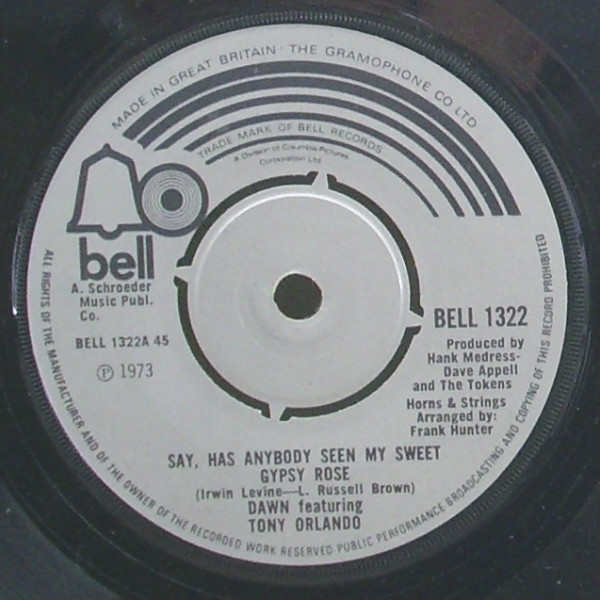 MADE IN GREAT BRITAIN · THE GRAMOPHONE CO LTD
TRADE MARK OF BELL RECORDS
A Division of Columbia Pictures
Corporation Ltd
bell
A. Schroeder
Music Publ.
Co.
BELL 1322A 45
Ⓟ 1973
BELL 1322
Produced by
Hank Medress-
Dave Appell
and The Tokens
Horns & Strings
Arranged by:
Frank Hunter
SAY, HAS ANYBODY SEEN MY SWEET
GYPSY ROSE
(Irwin Levine—L. Russell Brown)
DAWN featuring
TONY ORLANDO
ALL RIGHTS OF THE MANUFACTURER AND OF THE OWNER OF THE RECORDED WORK RESERVED PUBLIC PERFORMANCE BROADCASTING AND COPYING OF THIS RECORD PROHIBITED